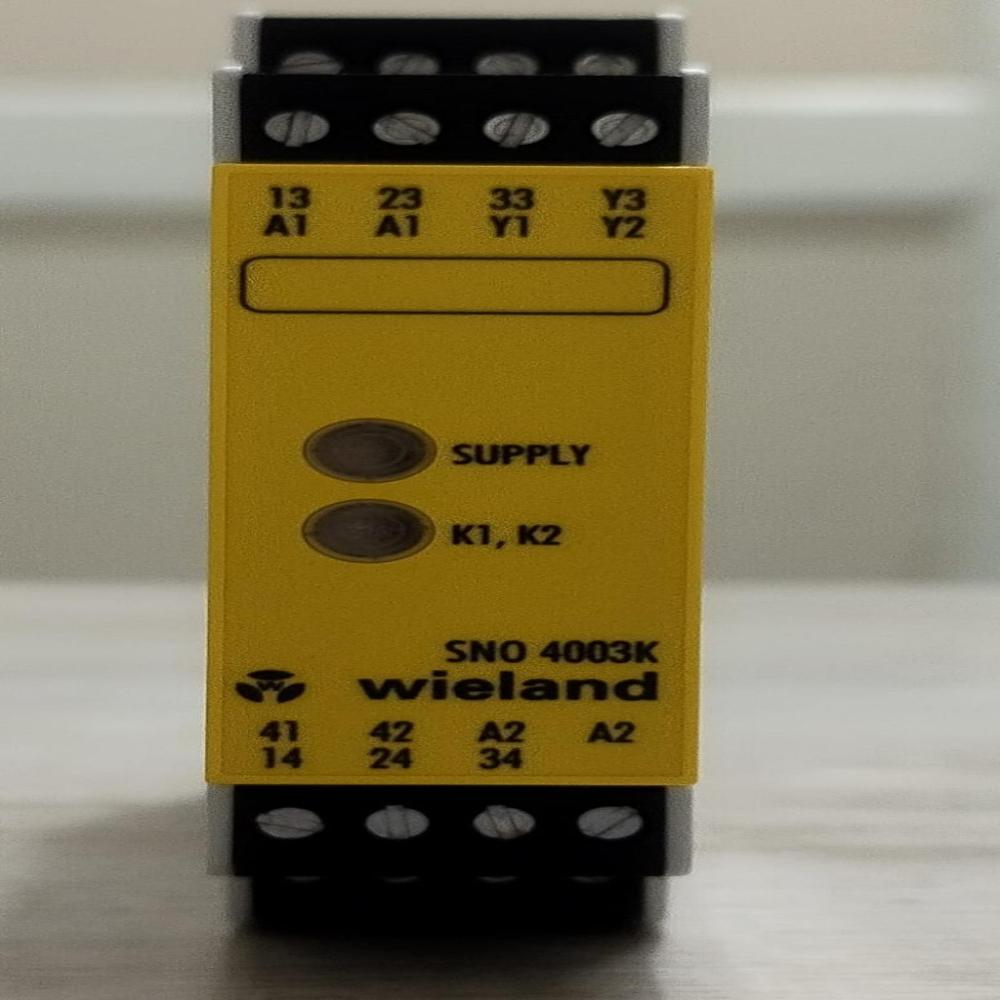 13 23 33 Y3
A1 A1 Y1 Y2
SUPPLY
K1, K2
SNO 4003K
W wieland
41 42 A2 A2
14 24 34